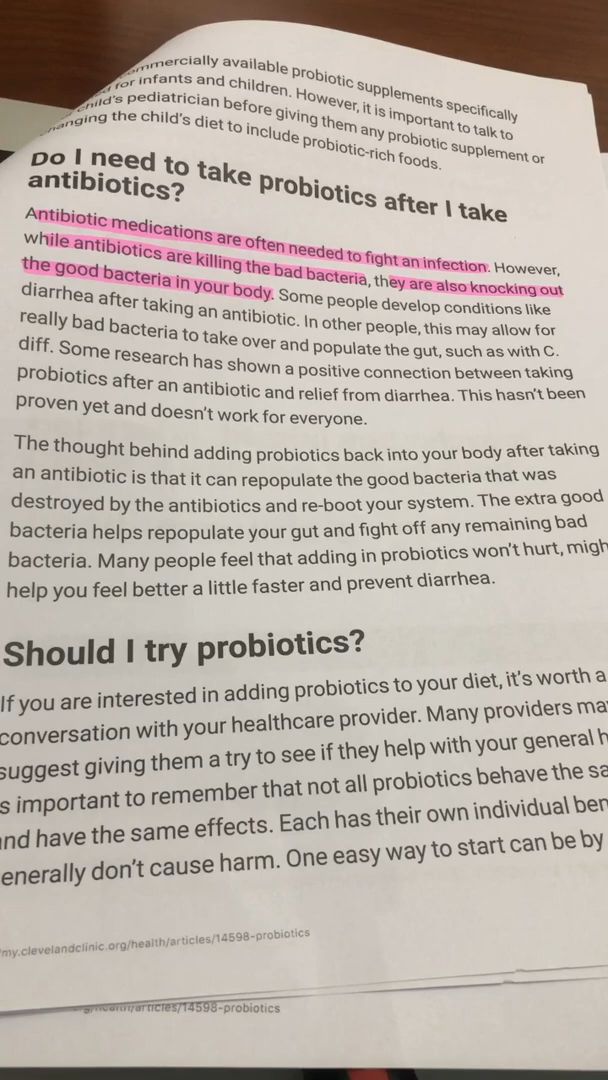 commercially available probiotic supplements specifically
for infants and children. However, it is important to talk to
child's pediatrician before giving them any probiotic supplement or
changing the child's diet to include probiotic-rich foods.
Do I need to take probiotics after I take
antibiotics?
Antibiotic medications are often needed to fight an infection. However,
while antibiotics are killing the bad bacteria, they are also knocking out
the good bacteria in your body. Some people develop conditions like
diarrhea after taking an antibiotic. In other people, this may allow for
really bad bacteria to take over and populate the gut, such as with C.
diff. Some research has shown a positive connection between taking
probiotics after an antibiotic and relief from diarrhea. This hasn't been
proven yet and doesn't work for everyone.
The thought behind adding probiotics back into your body after taking
an antibiotic is that it can repopulate the good bacteria that was
destroyed by the antibiotics and re-boot your system. The extra good
bacteria helps repopulate your gut and fight off any remaining bad
bacteria. Many people feel that adding in probiotics won't hurt, migh
help you feel better a little faster and prevent diarrhea.
Should I try probiotics?
If you are interested in adding probiotics to your diet, it's worth a
conversation with your healthcare provider. Many providers ma
suggest giving them a try to see if they help with your general h
s important to remember that not all probiotics behave the sa
and have the same effects. Each has their own individual ben
enerally don't cause harm. One easy way to start can be by
/my.clevelandclinic.org/health/articles/14598-probiotics
g/health/articles/14598-probiotics